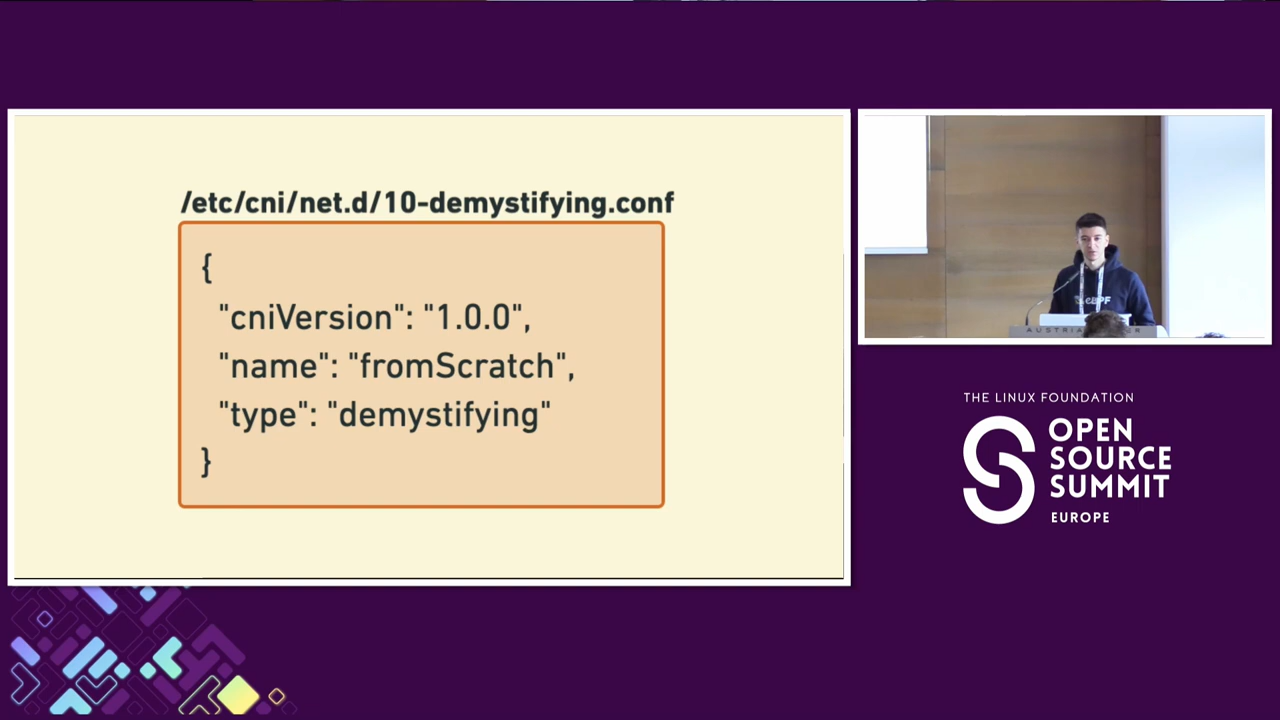 /etc/cni/net.d/10-demystifying.conf
{
"cniVersion": "1.0.0",
"name": "fromScratch",
"type": "demystifying"
}
eBPF
THE LINUX FOUNDATION
OPEN
SOURCE
SUMMIT
EUROPE